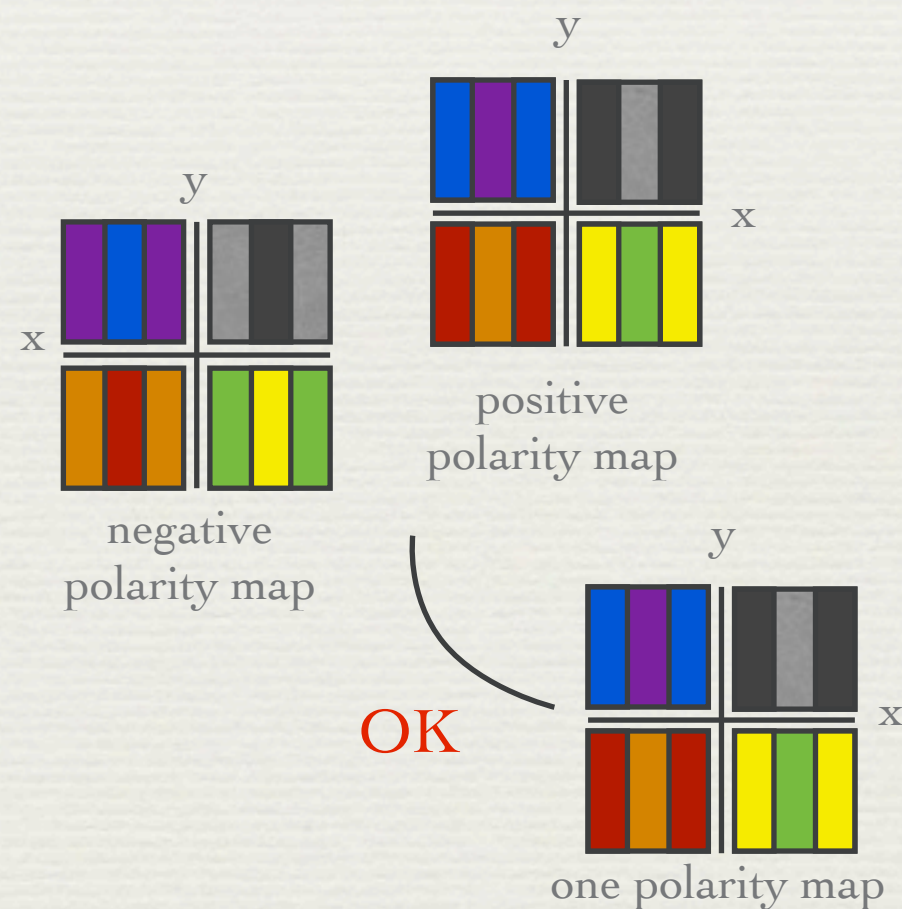 y
x
positive
polarity map
y
x
negative
polarity map
OK
y
x
one polarity map